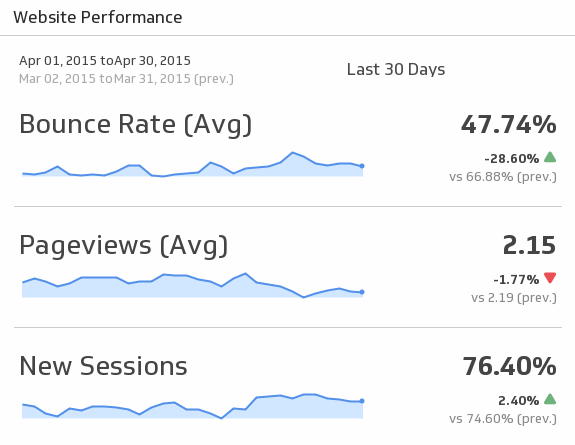 Website Performance
Apr 01, 2015 toApr 30, 2015
Mar 02, 2015 toMar 31, 2015 (prev.)
Last 30 Days
Bounce Rate (Avg)
47.74%
-28.60%
vs 66.88% (prev.)
Pageviews (Avg)
2.15
-1.77%
vs 2.19 (prev.)
New Sessions
76.40%
2.40%
vs 74.60% (prev.)